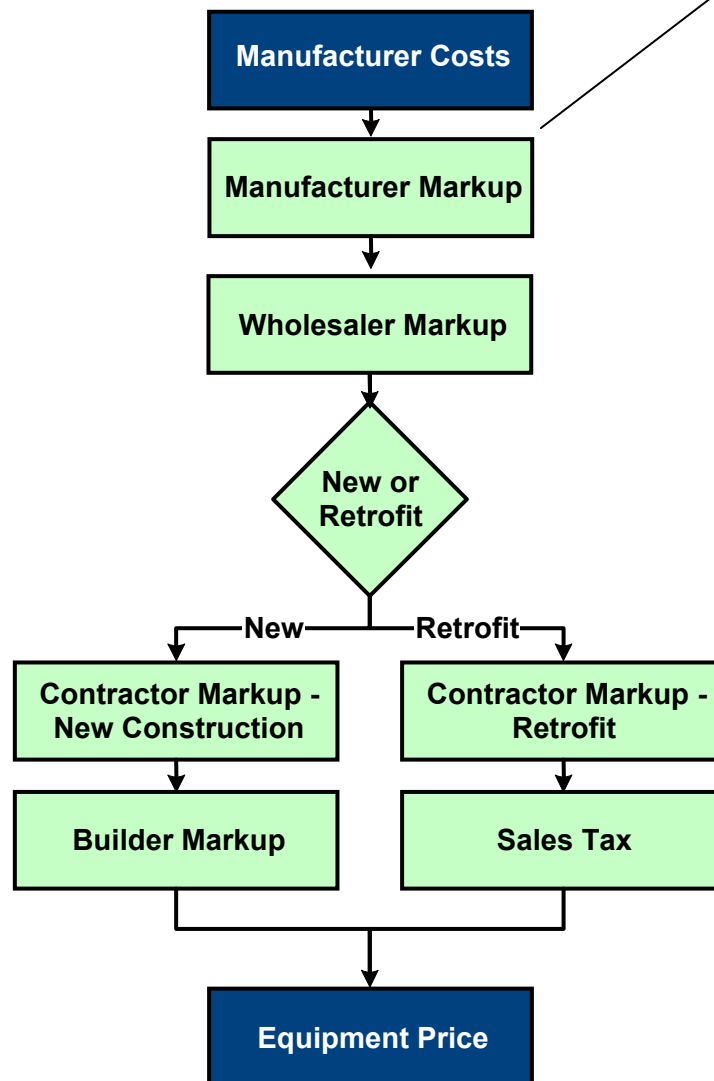 Manufacturer Costs
Manufacturer Markup
Wholesaler Markup
New or
Retrofit
New
Retrofit
Contractor Markup -
New Construction
Contractor Markup -
Retrofit
Builder Markup
Sales Tax
Equipment Price